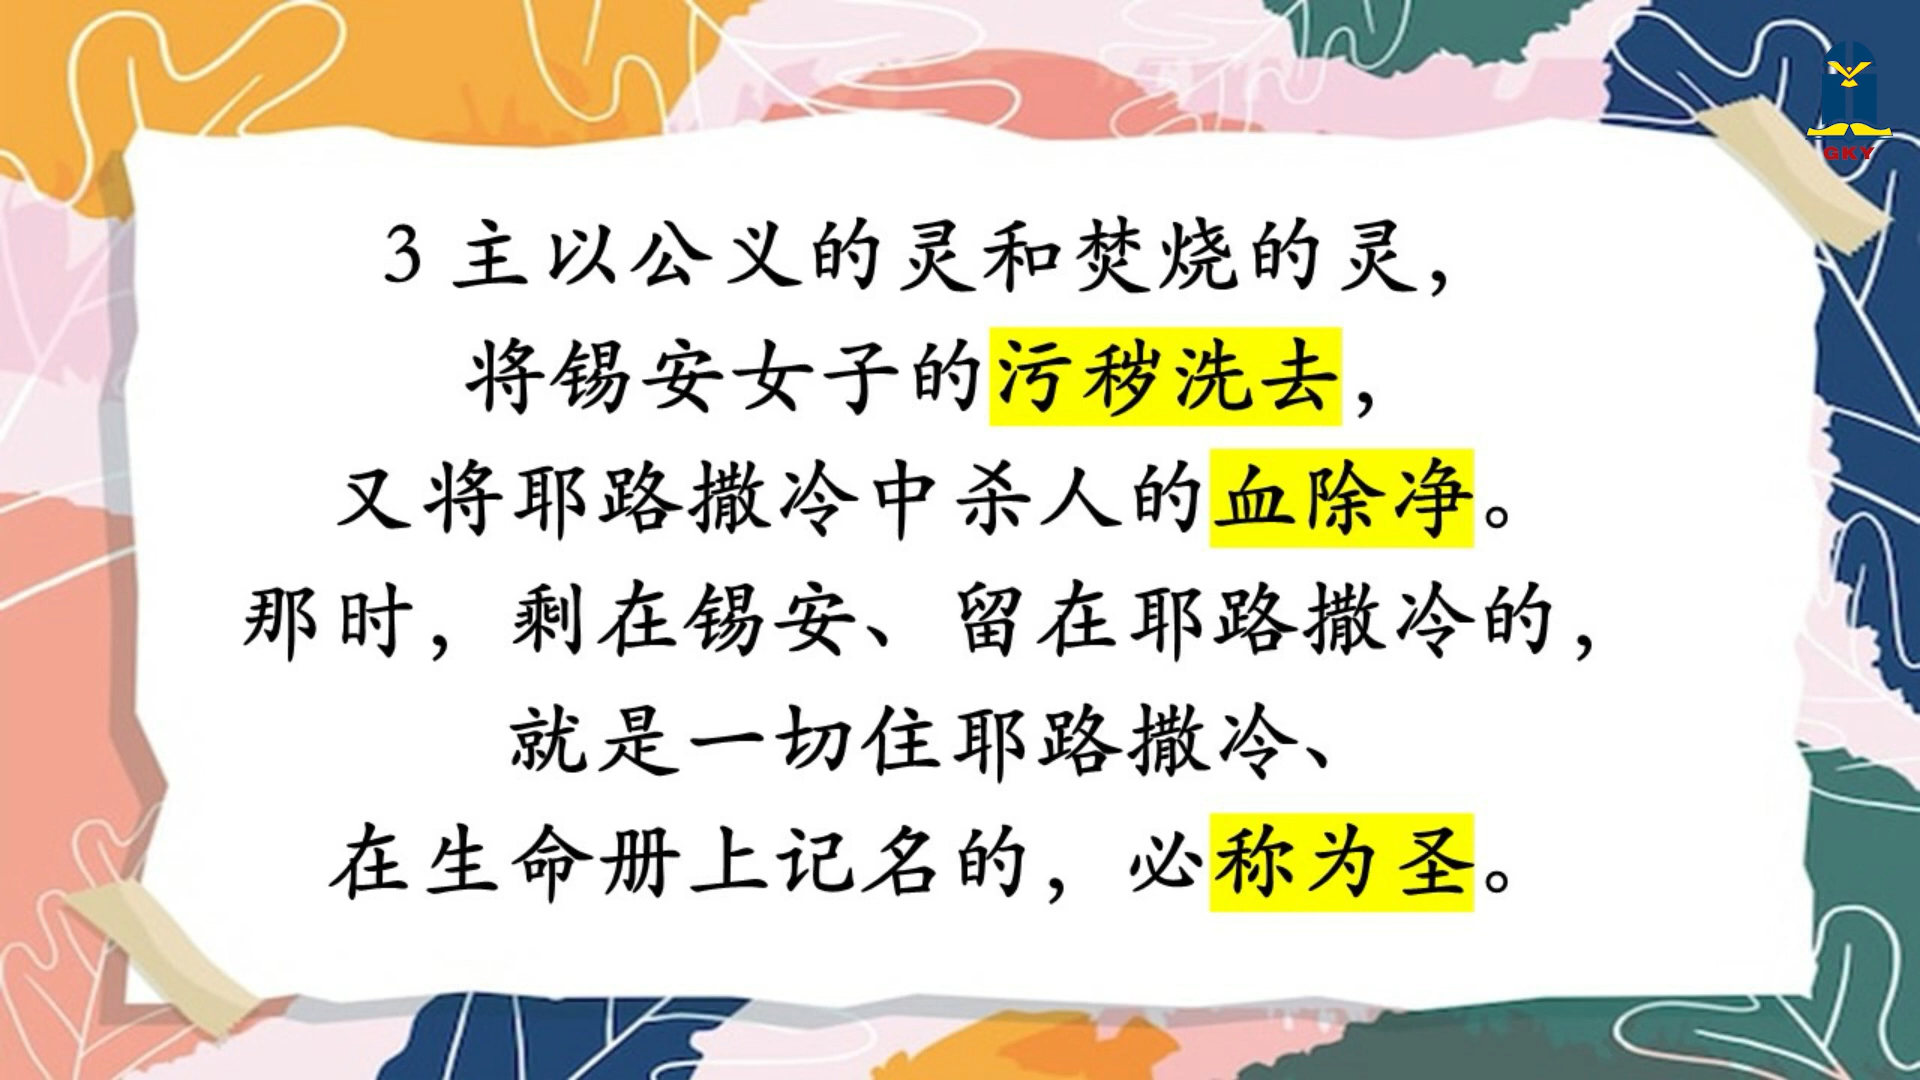 GKY
3 主以公义的灵和焚烧的灵，
将锡安女子的污秽洗去，
又将耶路撒冷中杀人的血除净。
那时，剩在锡安、留在耶路撒冷的，
就是一切住耶路撒冷、
在生命册上记名的，必称为圣。